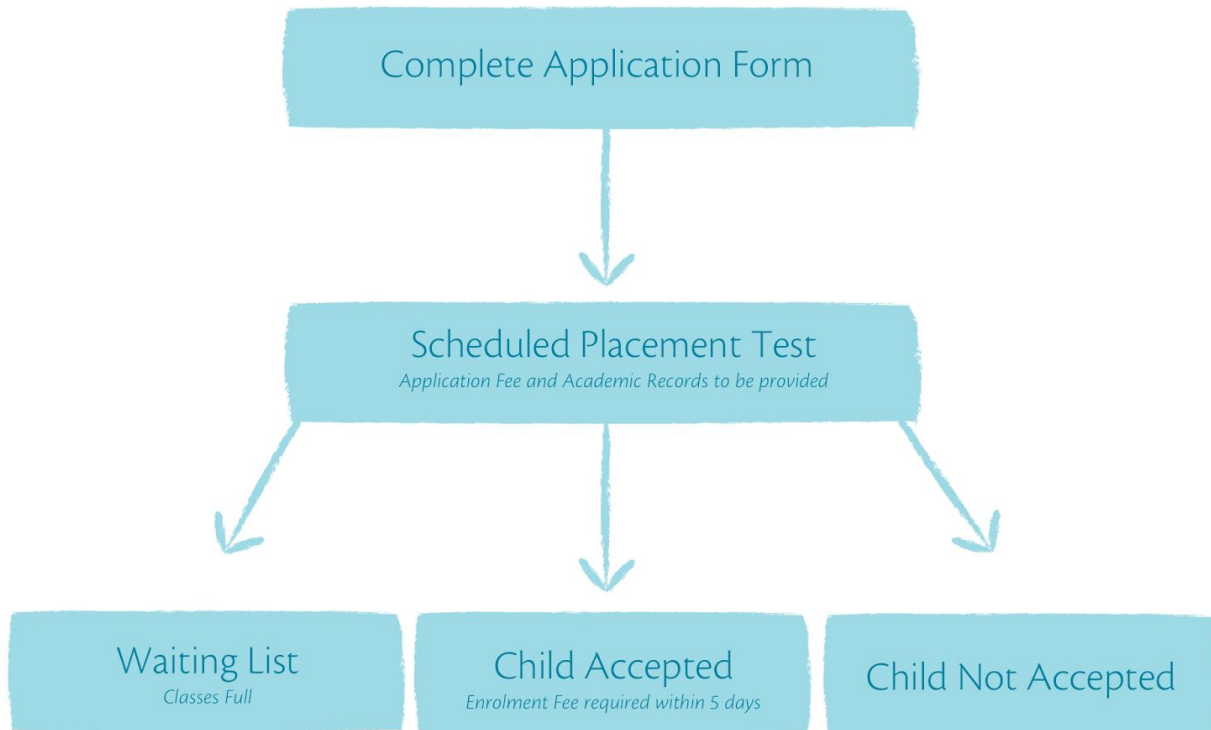 Complete Application Form
Scheduled Placement Test
Application Fee and Academic Records to be provided
Waiting List
Classes Full
Child Accepted
Enrolment Fee required within 5 days
Child Not Accepted